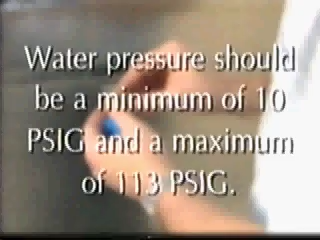 Water pressure should
be a minimum of 10
PSIG and a maximum
of 113 PSIG.